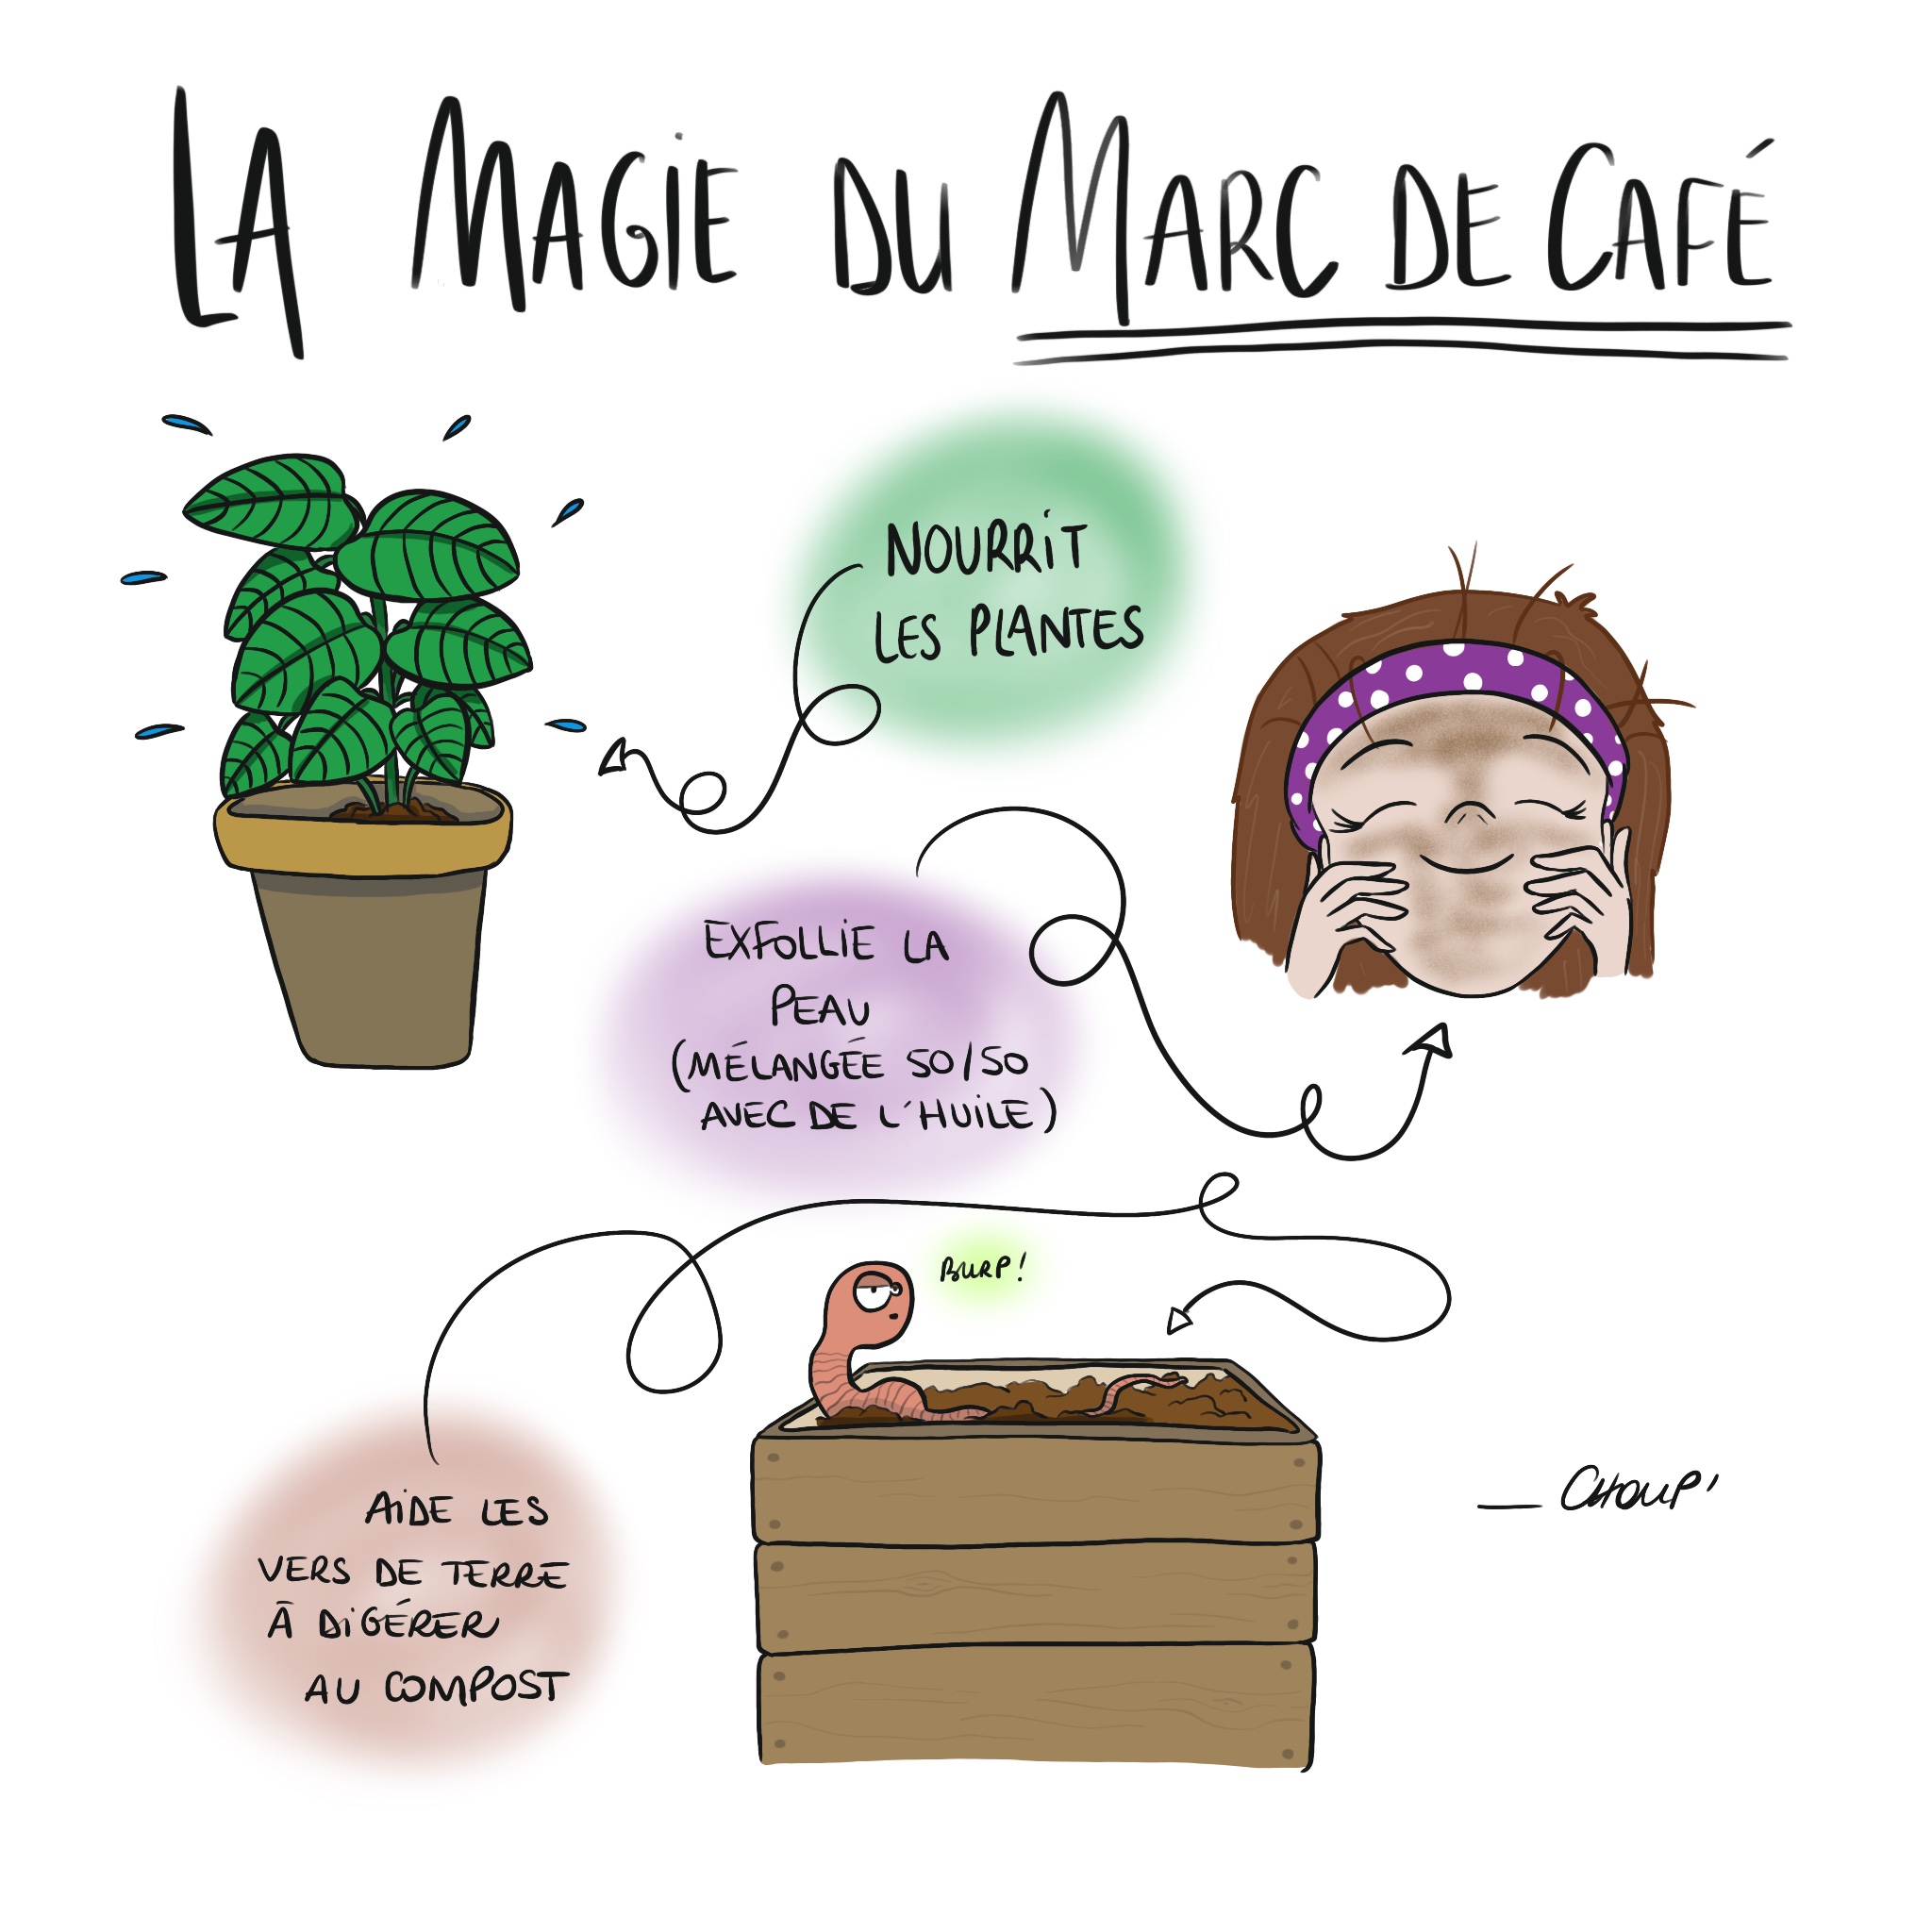 LA MAGIE DU MARC DE CAFÉ
NOURRIT
LES PLANTES
EXFOLLIE LA
PEAU
(MÉLANGÉE 50/50
AVEC DE L'HUILE)
BURP!
AIDE LES
VERS DE TERRE
À DIGÉRER
AU COMPOST
__ CHOUP'